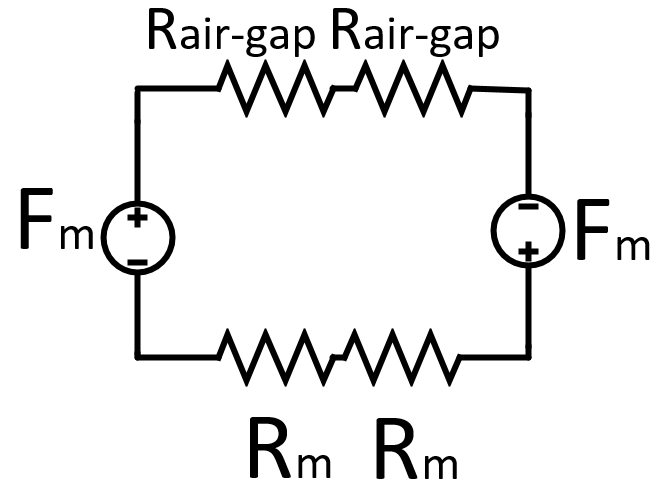 Rair-gap Rair-gap
+ -
Fm Fm
- +
Rm Rm